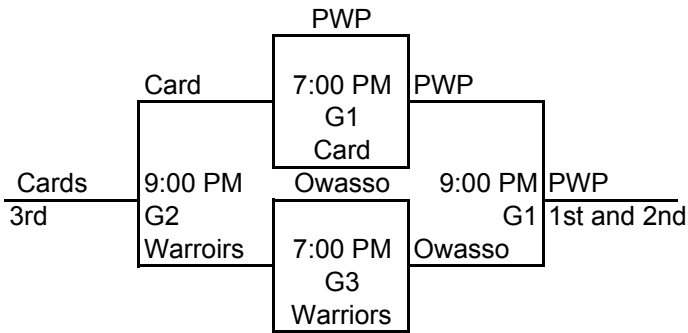 PWP
Card 7:00 PM PWP
G1
Card
Cards 9:00 PM Owasso 9:00 PM PWP
3rd G2 G1 1st and 2nd
Warroirs 7:00 PM Owasso
G3
Warriors